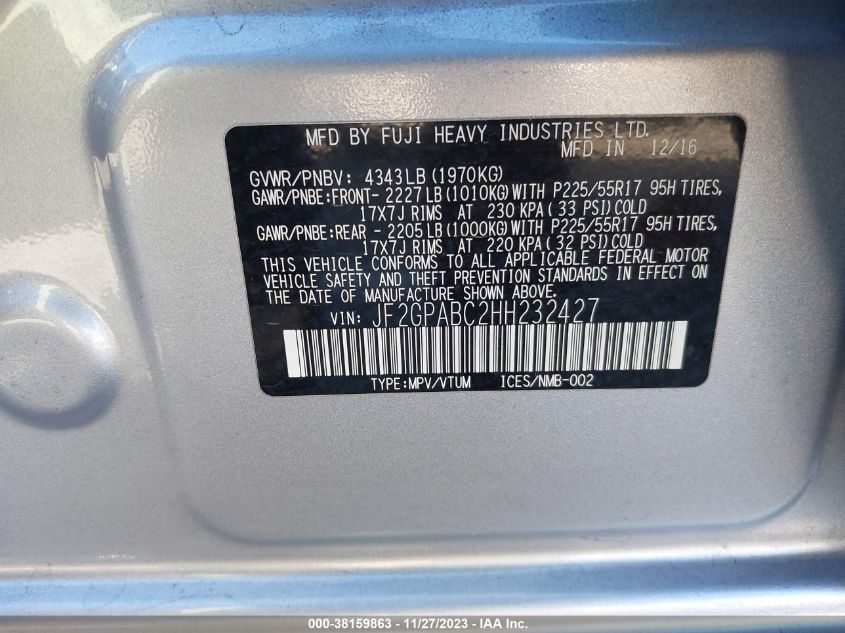 MFD BY FUJI HEAVY INDUSTRIES LTD.
MFD IN 12/16
GVWR/PNBV: 4343LB(1970KG)
GAWR/PNBE:FRONT- 2227LB(1010KG)WITH P225/55R17 95H TIRES,
17X7J RIMS AT 230 KPA( 33 PSI)COLD
GAWR/PNBE:REAR - 2205LB(1000KG)WITH P225/55R17 95H TIRES,
17X7J RIMS AT 220 KPA( 32 PSI)COLD
THIS VEHICLE CONFORMS TO ALL APPLICABLE FEDERAL MOTOR
VEHICLE SAFETY AND THEFT PREVENTION STANDARDS IN EFFECT ON
THE DATE OF MANUFACTURE SHOWN ABOVE.
VIN: JF2GPABC2HH232427
TYPE:MPV/VTUM ICES/NMB-002
000-38159863 - 11/27/2023 - IAA Inc.